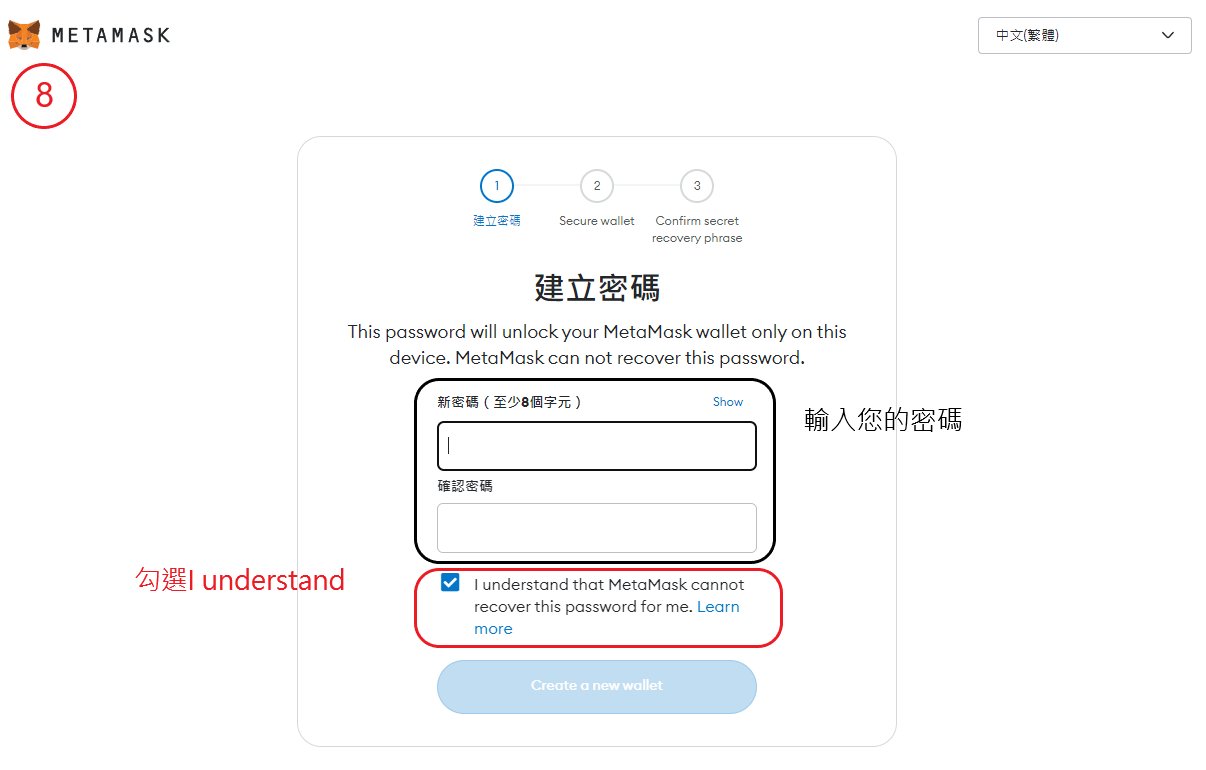 METAMASK
中文(繁體)
8
1
2
3
建立密碼
Secure wallet
Confirm secret
recovery phrase
建立密碼
This password will unlock your MetaMask wallet only on this
device. MetaMask can not recover this password.
新密碼（至少8個字元）
Show
輸入您的密碼
確認密碼
勾選I understand
I understand that MetaMask cannot
recover this password for me. Learn
more
Create a new wallet